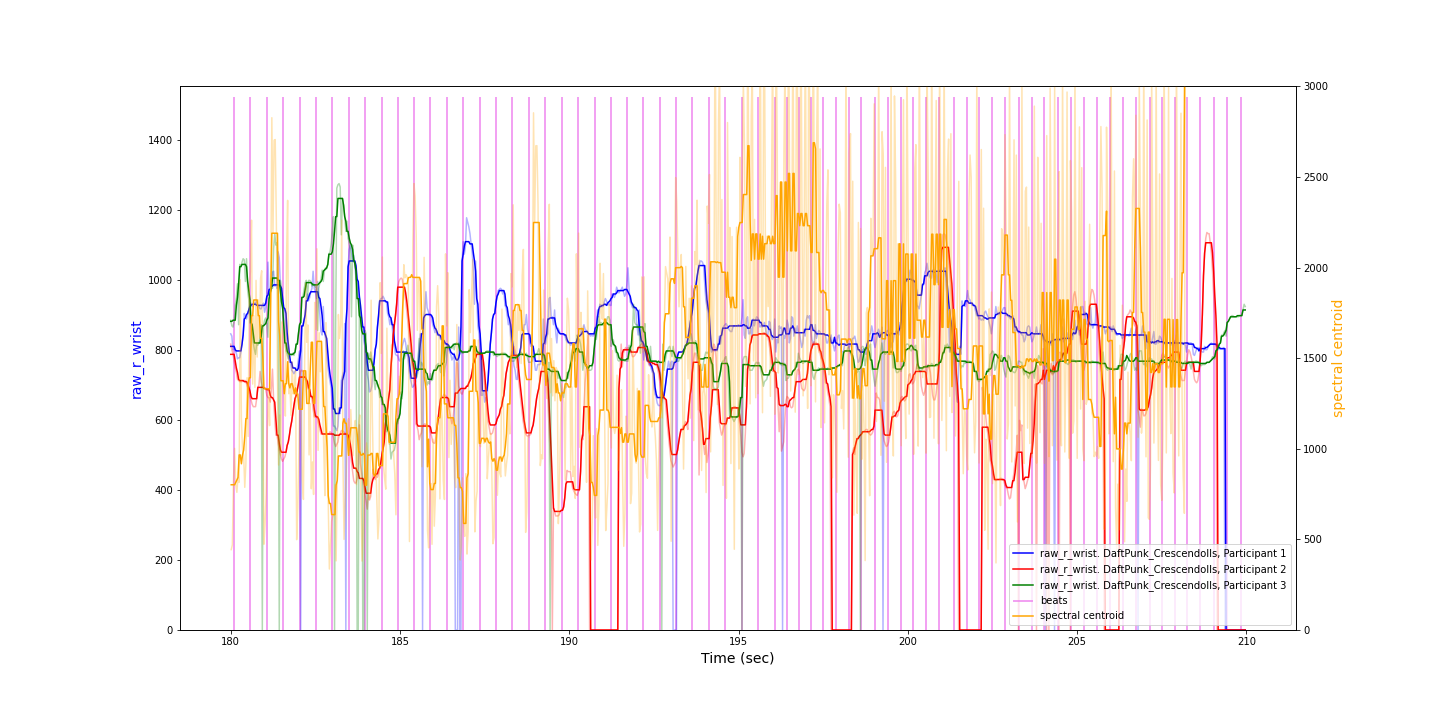 1400
1200
1000
800
600
400
200
0
raw_r_wrist
3000
2500
2000
1500
1000
500
0
spectral centroid
raw_r_wrist. DaftPunk_Crescendolls, Participant 1
raw_r_wrist. DaftPunk_Crescendolls, Participant 2
raw_r_wrist. DaftPunk_Crescendolls, Participant 3
beats
spectral centroid
180 185 190 195 200 205 210
Time (sec)